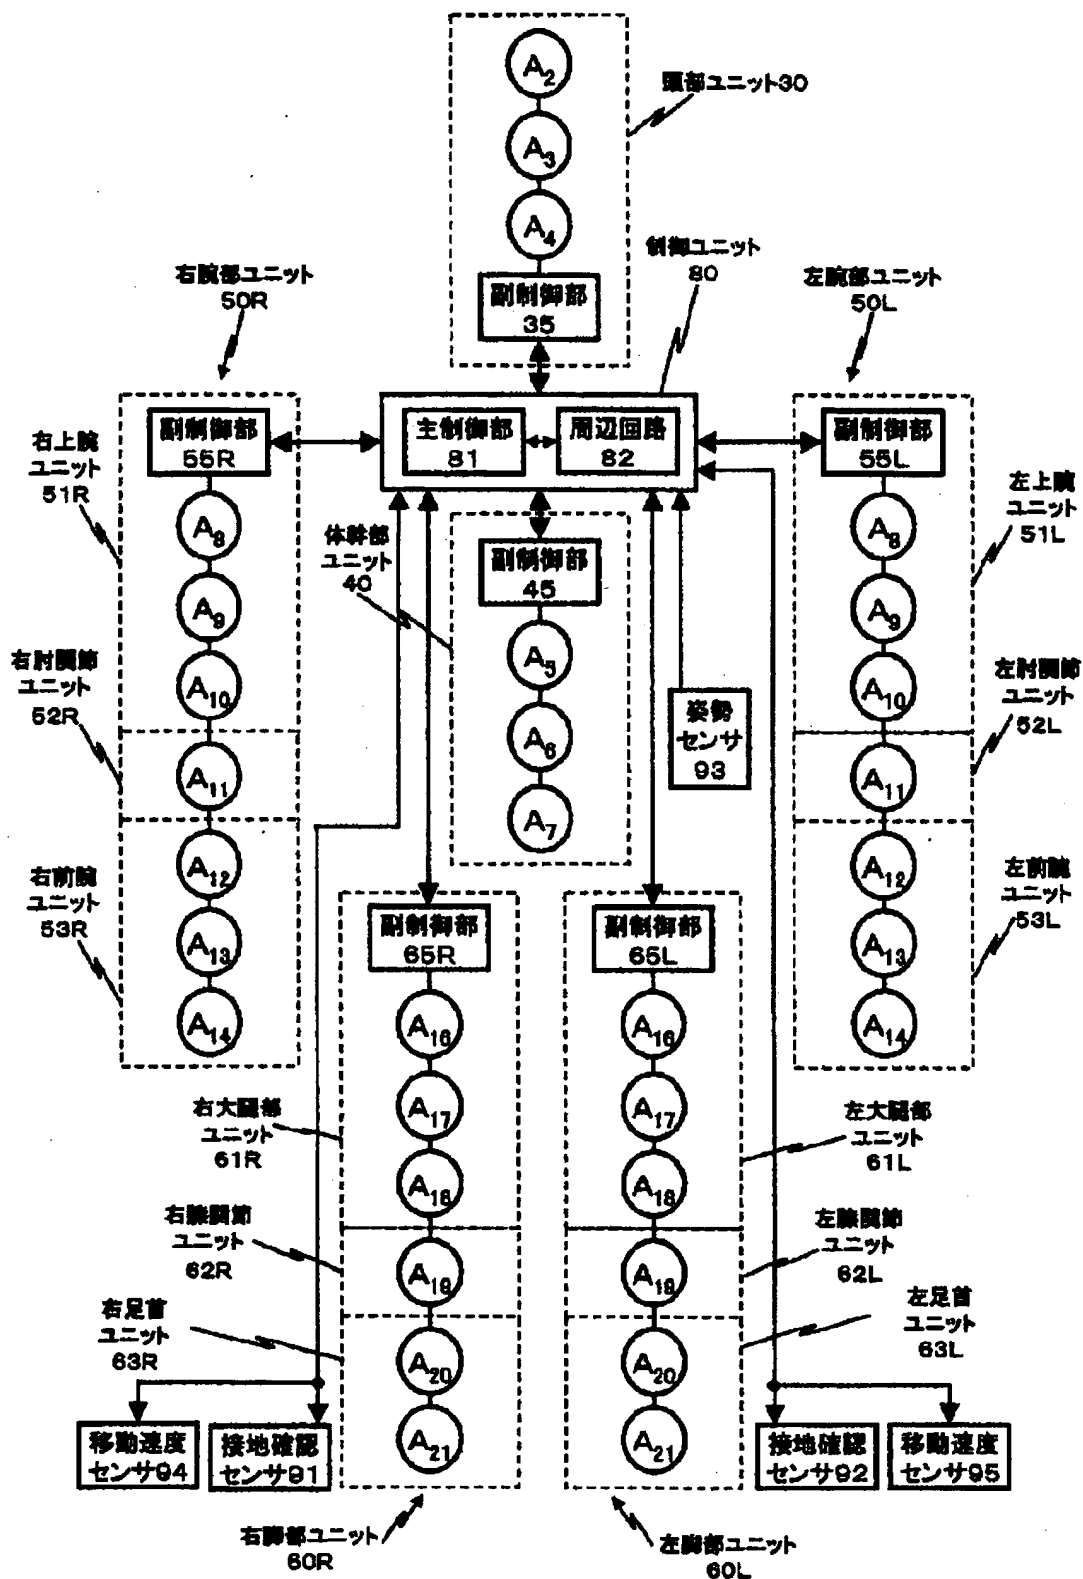 A2
A3
A4
副制御部
35
頭部ユニット30
制御ユニット
80
右腕部ユニット
50R
左腕部ユニット
50L
主制御部
81
周辺回路
82
副制御部
55R
A8
A9
A10
A11
A12
A13
A14
右上腕
ユニット
51R
右肘関節
ユニット
52R
右前腕
ユニット
53R
体幹部
ユニット
40
副制御部
45
A5
A6
A7
姿勢
センサ
93
副制御部
55L
A8
A9
A10
A11
A12
A13
A14
左上腕
ユニット
51L
左肘関節
ユニット
52L
左前腕
ユニット
53L
副制御部
65R
A16
A17
A18
A19
A20
A21
右大腿部
ユニット
61R
右膝関節
ユニット
62R
右足首
ユニット
63R
副制御部
65L
A16
A17
A18
A19
A20
A21
左大腿部
ユニット
61L
左膝関節
ユニット
62L
左足首
ユニット
63L
移動速度
センサ94
接地確認
センサ91
接地確認
センサ92
移動速度
センサ95
右脚部ユニット
60R
左脚部ユニット
60L